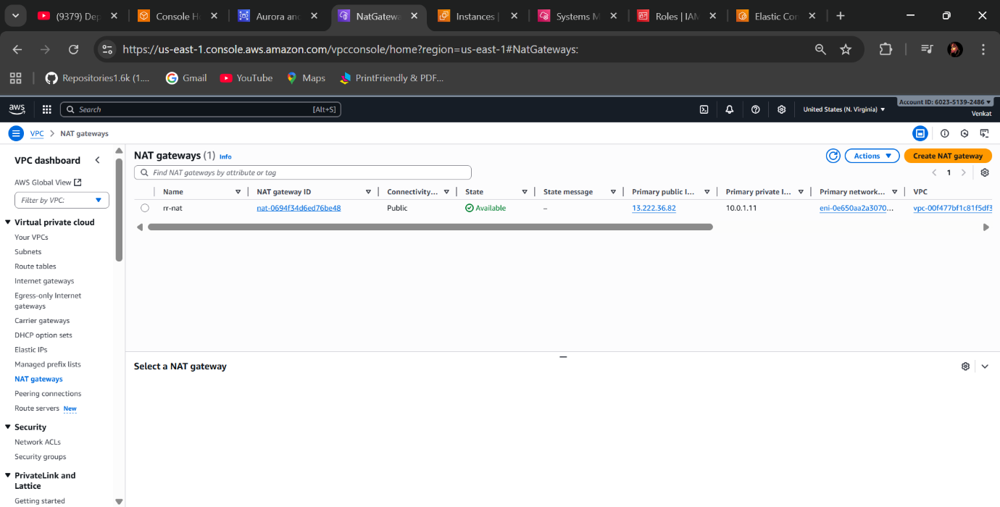 (9379) Dep
Console H
Aurora and
NatGatewa
Instances |
Systems M
Roles | IAM
Elastic Con
https://us-east-1.console.aws.amazon.com/vpcconsole/home?region=us-east-1#NatGateways:
Repositories1.6k (1....
Gmail
YouTube
Maps
PrintFriendly & PDF...
aws
Search
[Alt+S]
United States (N. Virginia)
Account ID: 6023-5139-2486
Venkat
VPC
NAT gateways
VPC dashboard
AWS Global View
Filter by VPC:
Virtual private cloud
Your VPCs
Subnets
Route tables
Internet gateways
Egress-only Internet
gateways
Carrier gateways
DHCP option sets
Elastic IPs
Managed prefix lists
NAT gateways
Peering connections
Route servers New
Security
Network ACLs
Security groups
PrivateLink and
Lattice
Getting started
NAT gateways (1) Info
Actions
Create NAT gateway
Find NAT gateways by attribute or tag
1
Name
NAT gateway ID
Connectivity...
State
State message
Primary public I...
Primary private I...
Primary network...
VPC
rr-nat
nat-0694f34d6ed76be48
Public
Available
–
13.222.36.82
10.0.1.11
eni-0e650aa2a3070...
vpc-00f477bf1c81f5df3
Select a NAT gateway